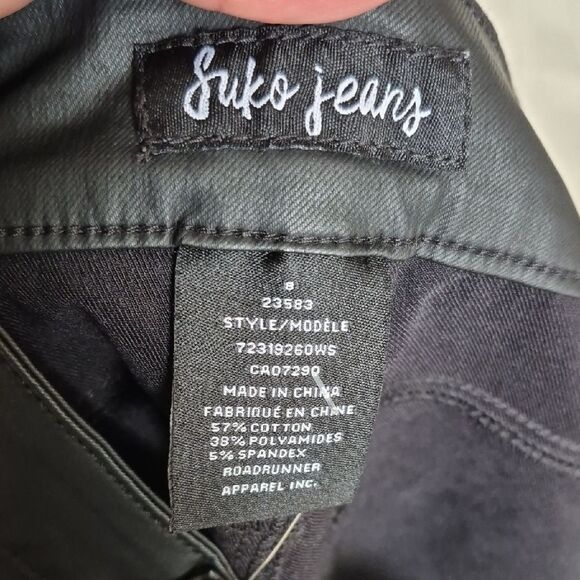 Suko jeans
8
23583
STYLE/MODÈLE
72319260WS
CA07290
MADE IN CHINA
FABRIQUÉ EN CHINE
57% COTTON
38% POLYAMIDES
5% SPANDEX
ROADRUNNER
APPAREL INC.